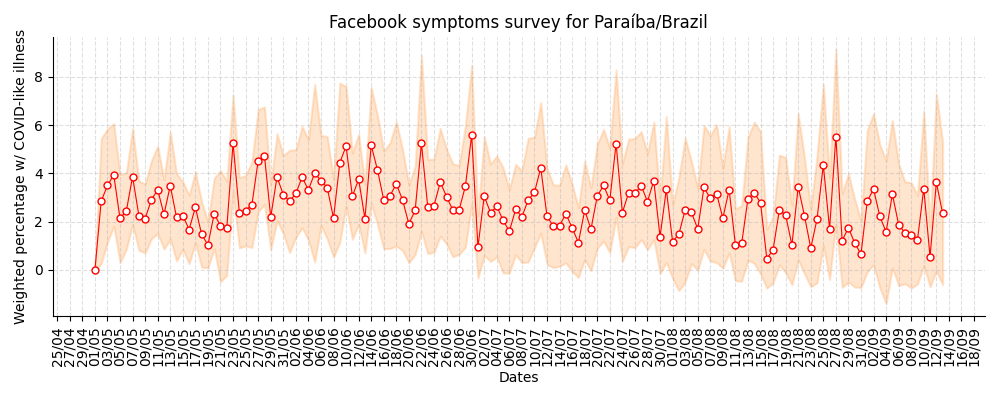 Facebook symptoms survey for Paraíba/Brazil
Weighted percentage w/ COVID-like illness
8
6
4
2
0
25/04 27/04 29/04 01/05 03/05 05/05 07/05 09/05 11/05 13/05 15/05 17/05 19/05 21/05 23/05 25/05 27/05 29/05 31/05 02/06 04/06 06/06 08/06 10/06 12/06 14/06 16/06 18/06 20/06 22/06 24/06 26/06 28/06 30/06 02/07 04/07 06/07 08/07 10/07 12/07 14/07 16/07 18/07 20/07 22/07 24/07 26/07 28/07 30/07 01/08 03/08 05/08 07/08 09/08 11/08 13/08 15/08 17/08 19/08 21/08 23/08 25/08 27/08 29/08 31/08 02/09 04/09 06/09 08/09 10/09 12/09 14/09 16/09 18/09
Dates